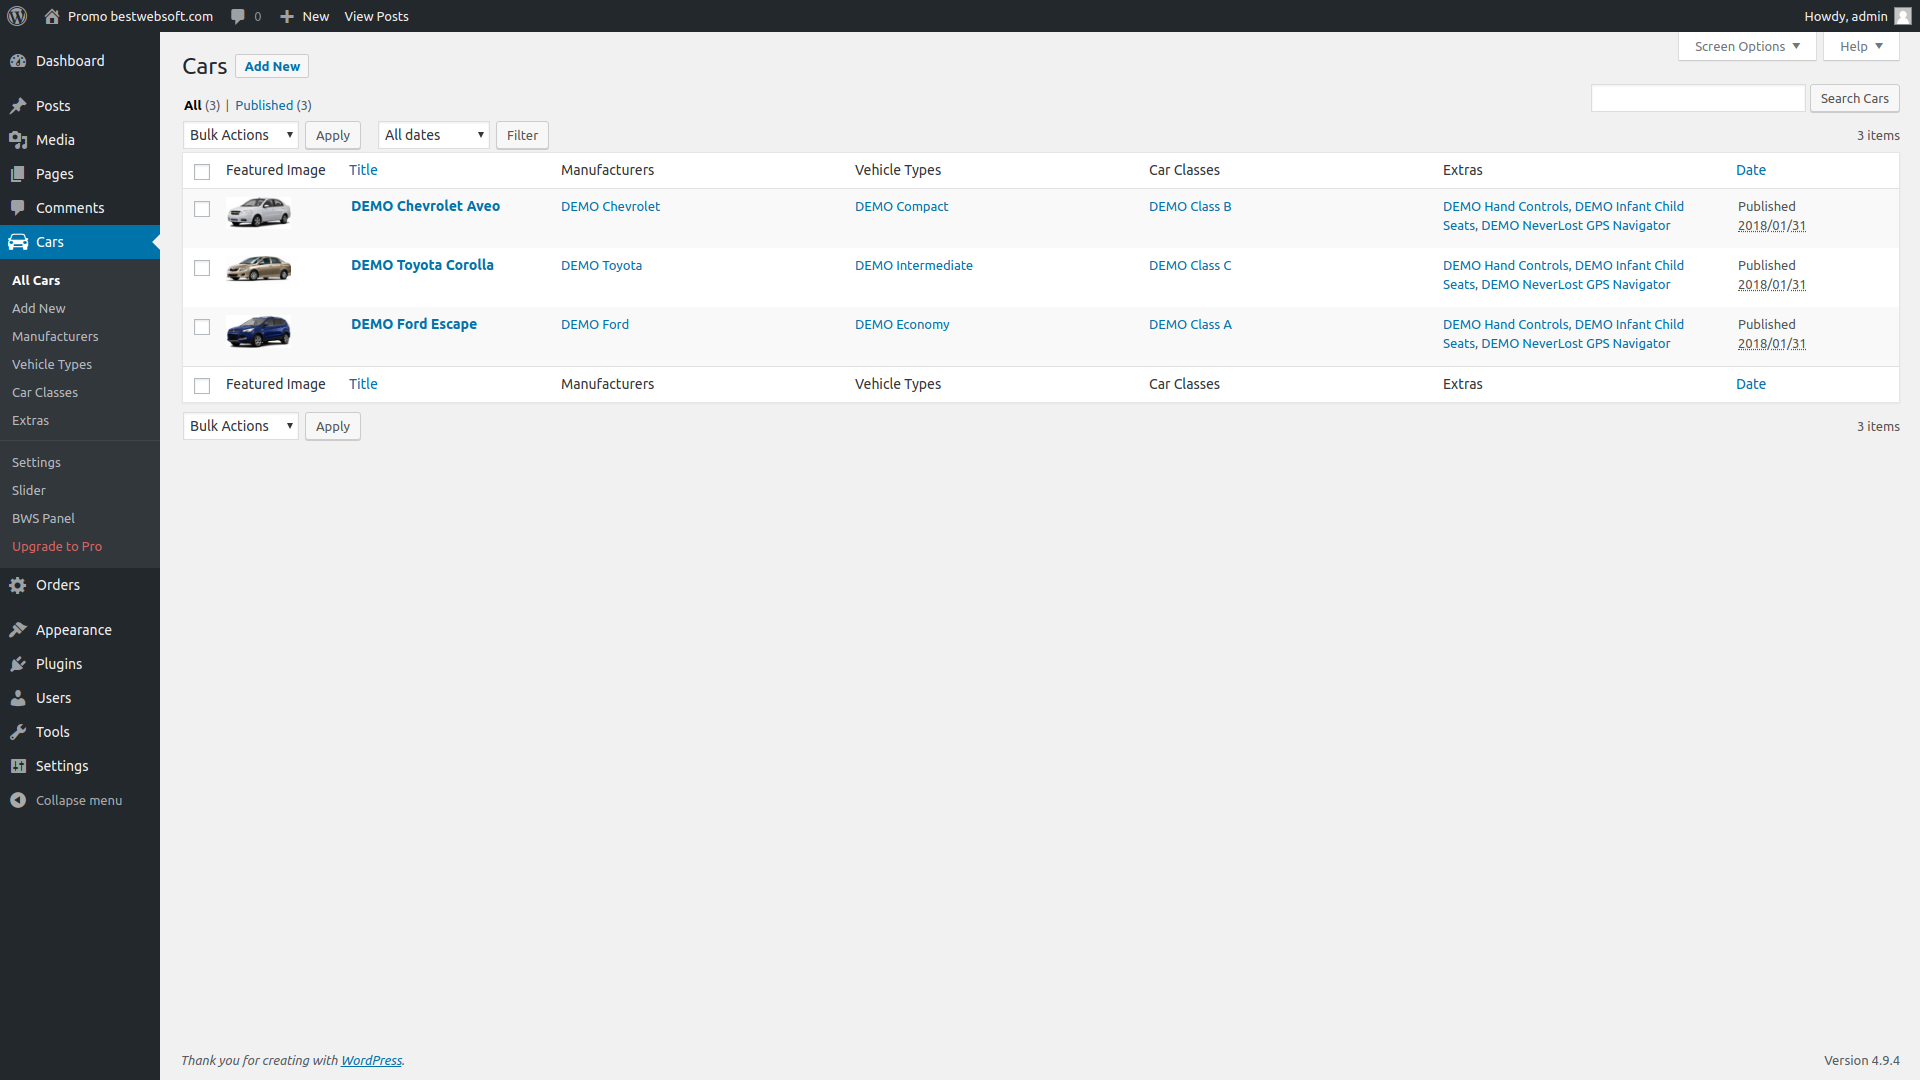 Promo bestwebsoft.com 0 New View Posts Howdy, admin
Screen Options Help
Dashboard
Posts
Media
Pages
Comments
Cars
All Cars
Add New
Manufacturers
Vehicle Types
Car Classes
Extras
Settings
Slider
BWS Panel
Upgrade to Pro
Orders
Appearance
Plugins
Users
Tools
Settings
Collapse menu
Cars Add New
All (3) | Published (3)
Search Cars
Bulk Actions Apply All dates Filter 3 items
Featured Image Title Manufacturers Vehicle Types Car Classes Extras Date
DEMO Chevrolet Aveo DEMO Chevrolet DEMO Compact DEMO Class B DEMO Hand Controls, DEMO Infant Child Published
Seats, DEMO NeverLost GPS Navigator 2018/01/31
DEMO Toyota Corolla DEMO Toyota DEMO Intermediate DEMO Class C DEMO Hand Controls, DEMO Infant Child Published
Seats, DEMO NeverLost GPS Navigator 2018/01/31
DEMO Ford Escape DEMO Ford DEMO Economy DEMO Class A DEMO Hand Controls, DEMO Infant Child Published
Seats, DEMO NeverLost GPS Navigator 2018/01/31
Featured Image Title Manufacturers Vehicle Types Car Classes Extras Date
Bulk Actions Apply 3 items
Thank you for creating with WordPress. Version 4.9.4